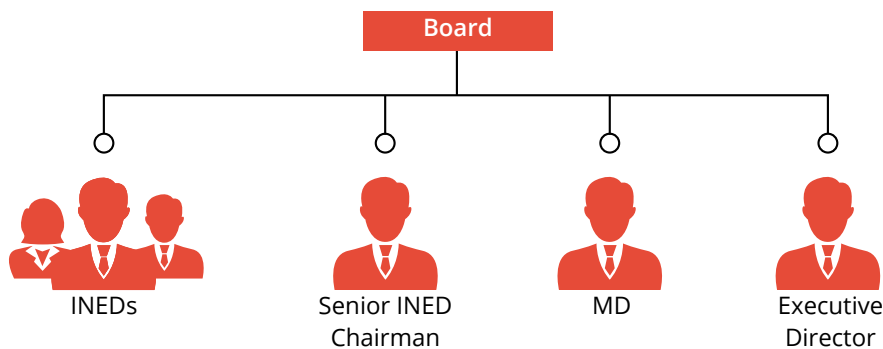 Board
INEDs
Senior INED
Chairman
MD
Executive
Director